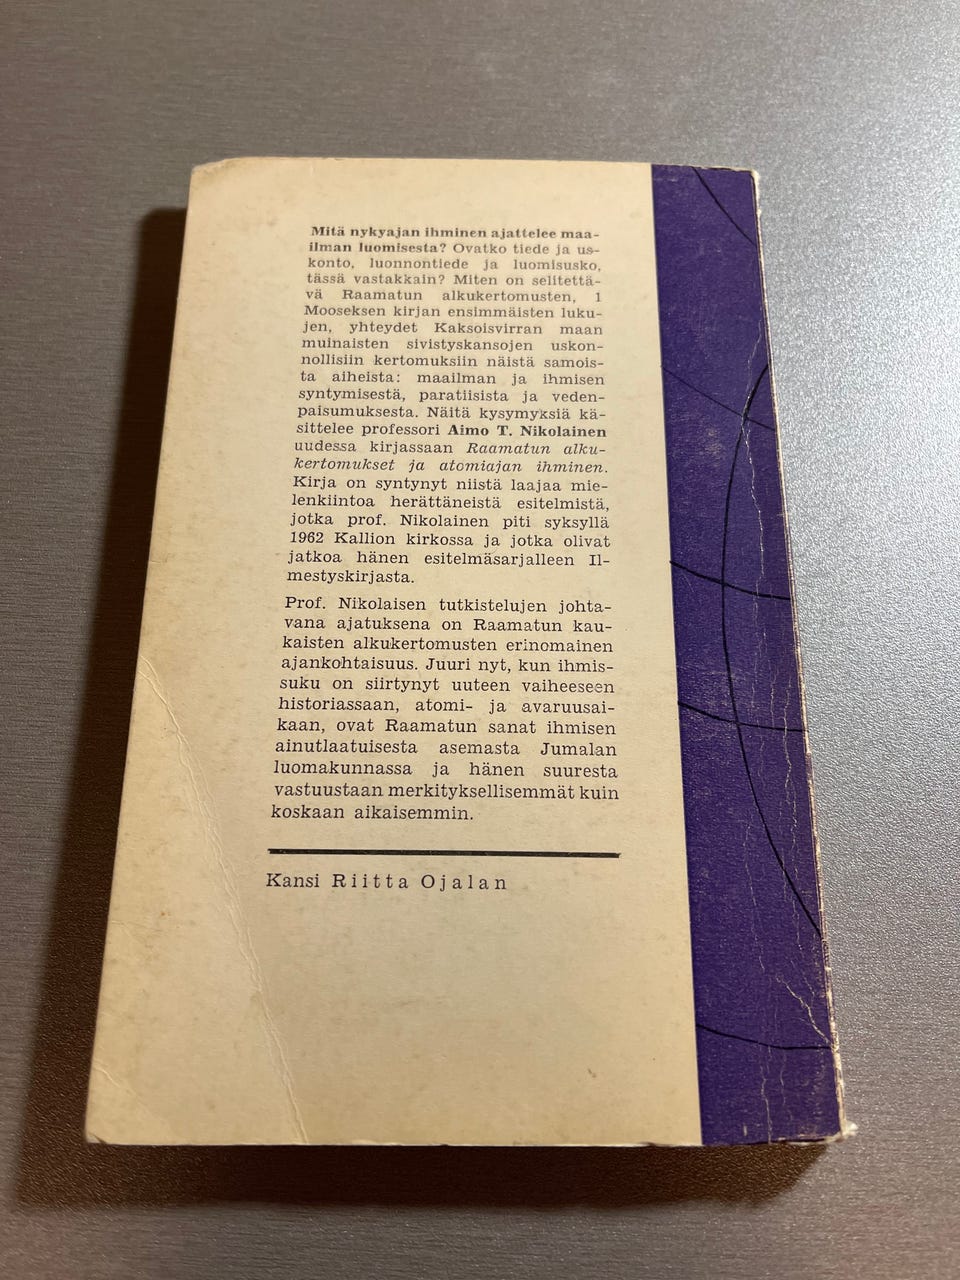 Mitä nykyajan ihminen ajattelee maa-
ilman luomisesta? Ovatko tiede ja us-
konto, luonnontiede ja luomisusko,
tässä vastakkain? Miten on selitettä-
vä Raamatun alkukertomusten, 1
Mooseksen kirjan ensimmäisten luku-
jen, yhteydet Kaksoisvirran maan
muinaisten sivistyskansojen uskon-
nollisiin kertomuksiin näistä samois-
ta aiheista: maailman ja ihmisen
syntymisestä, paratiisista ja veden-
paisumuksesta. Näitä kysymyksiä kä-
sittelee professori Aimo T. Nikolainen
uudessa kirjassaan Raamatun alku-
kertomukset ja atomiajan ihminen.
Kirja on syntynyt niistä laajaa mie-
lenkiintoa herättäneistä esitelmistä,
jotka prof. Nikolainen piti syksyllä
1962 Kallion kirkossa ja jotka olivat
jatkoa hänen esitelmäsarjalleen Il-
mestyskirjasta.
Prof. Nikolaisen tutkistelujen johta-
vana ajatuksena on Raamatun kau-
kaisten alkukertomusten erinomainen
ajankohtaisuus. Juuri nyt, kun ihmis-
suku on siirtynyt uuteen vaiheeseen
historiassaan, atomi- ja avaruusai-
kaan, ovat Raamatun sanat ihmisen
ainutlaatuisesta asemasta Jumalan
luomakunnassa ja hänen suuresta
vastuustaan merkityksellisemmät kuin
koskaan aikaisemmin.
Kansi Riitta Ojalan